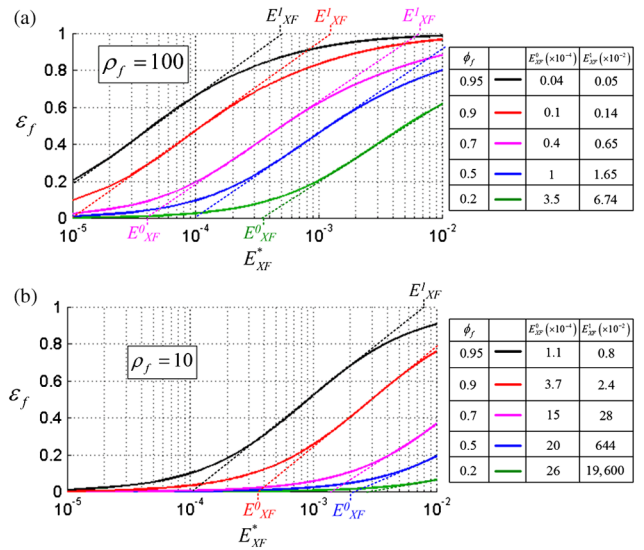 (a)
E^1_XF E^1_XF E^1_XF
ρ_f = 100
1
0.8
0.6
0.4
0.2
0
ε_f
10^-5 10^-4 10^-3 10^-2
E^0_XF E^0_XF
E^*_XF
ϕ_f E^0_XF(×10^-4) E^1_XF(×10^-2)
0.95 0.04 0.05
0.9 0.1 0.14
0.7 0.4 0.65
0.5 1 1.65
0.2 3.5 6.74
(b)
E^1_XF
ρ_f = 10
1
0.8
0.6
0.4
0.2
0
ε_f
10^-5 10^-4 10^-3 10^-2
E^0_XF E^0_XF
E^*_XF
ϕ_f E^0_XF(×10^-4) E^1_XF(×10^-2)
0.95 1.1 0.8
0.9 3.7 2.4
0.7 15 28
0.5 20 644
0.2 26 19,600